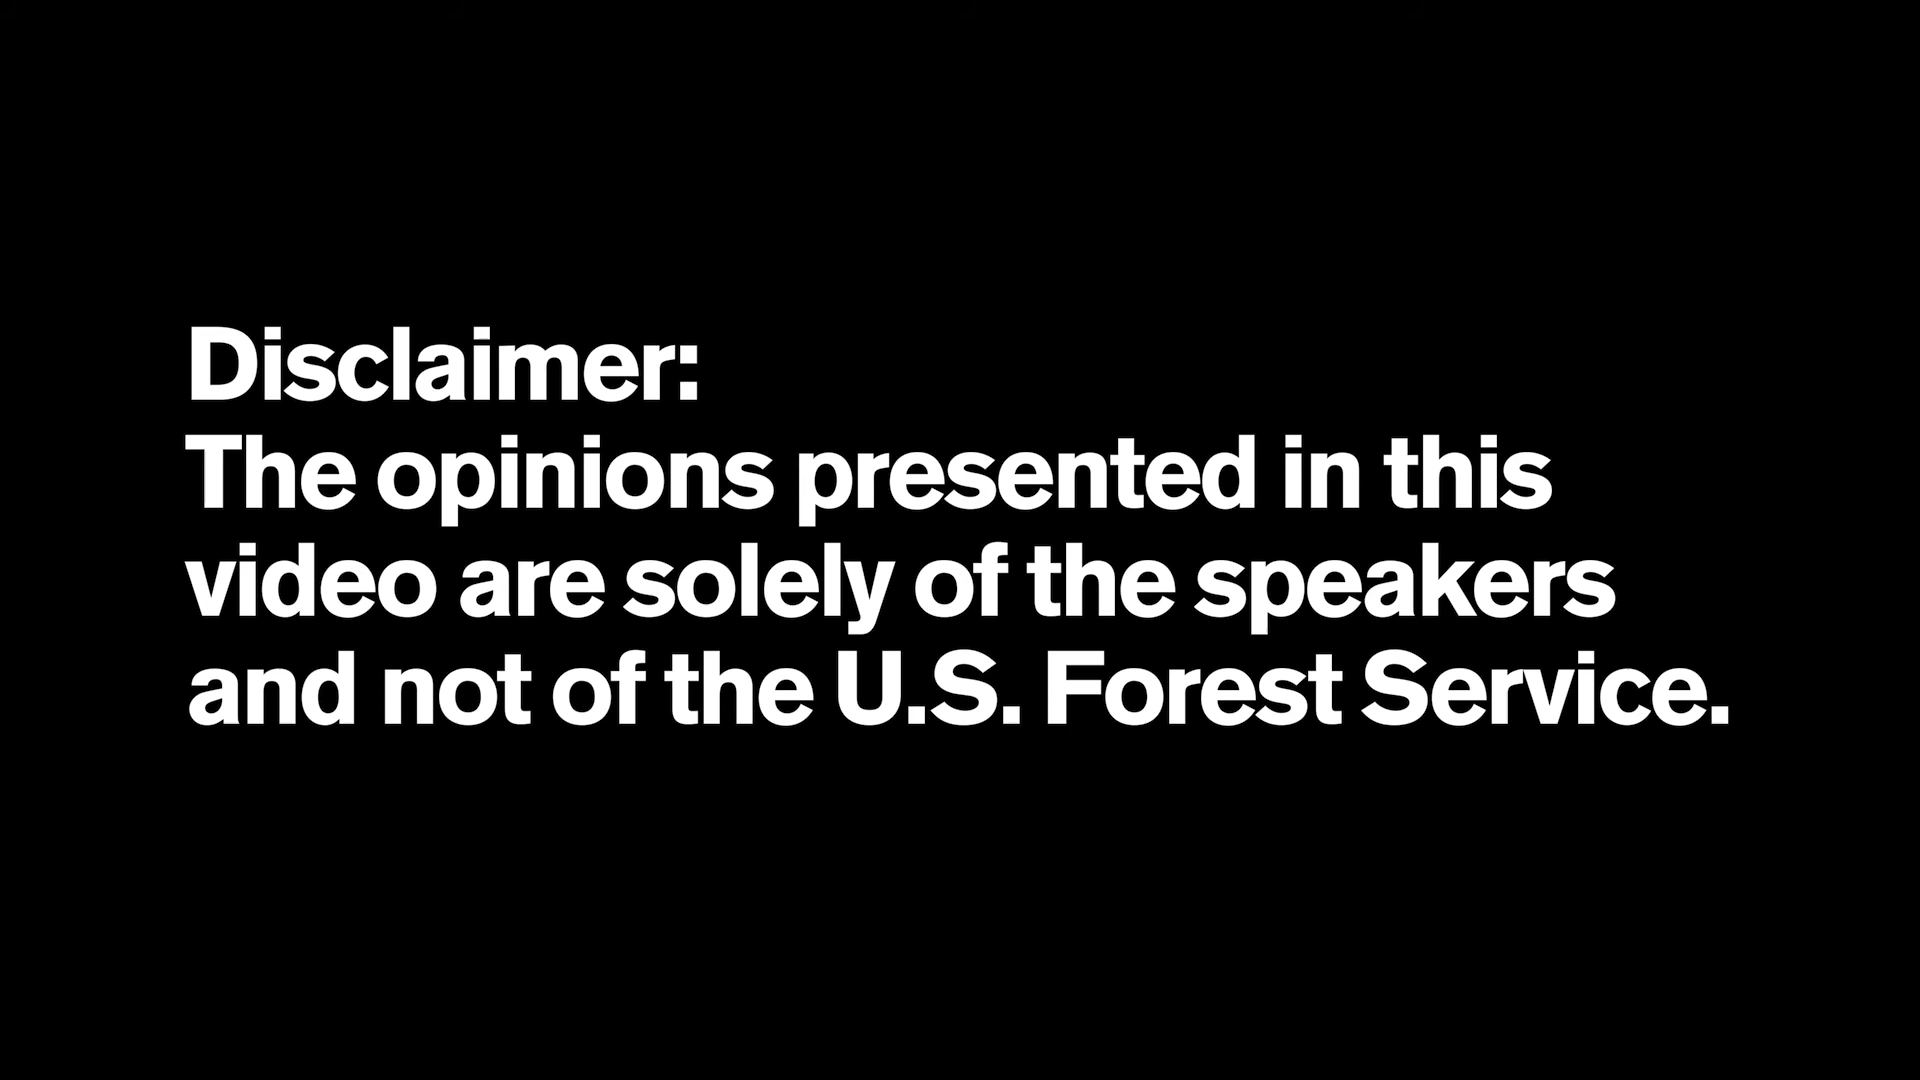 Disclaimer:
The opinions presented in this
video are solely of the speakers
and not of the U.S. Forest Service.